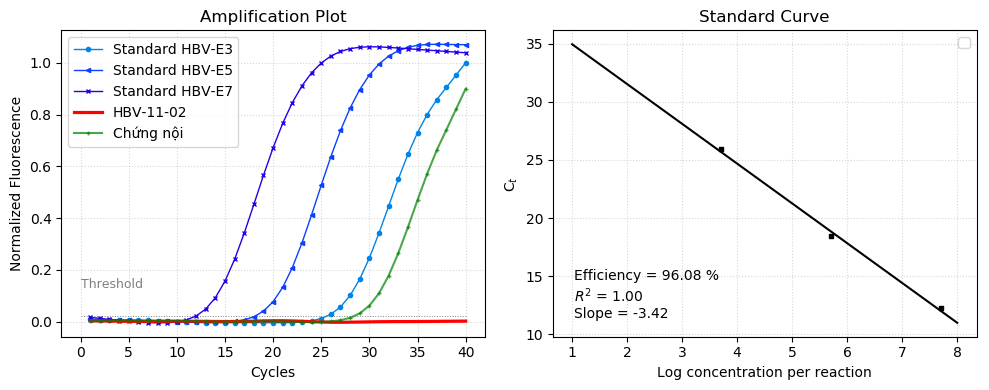 Amplification Plot
Normalized Fluorescence
1.0
0.8
0.6
0.4
0.2
0.0
Standard HBV-E3
Standard HBV-E5
Standard HBV-E7
HBV-11-02
Chứng nội
Threshold
0 5 10 15 20 25 30 35 40
Cycles
Standard Curve
Cₜ
35
30
25
20
15
10
Efficiency = 96.08 %
R² = 1.00
Slope = -3.42
1 2 3 4 5 6 7 8
Log concentration per reaction